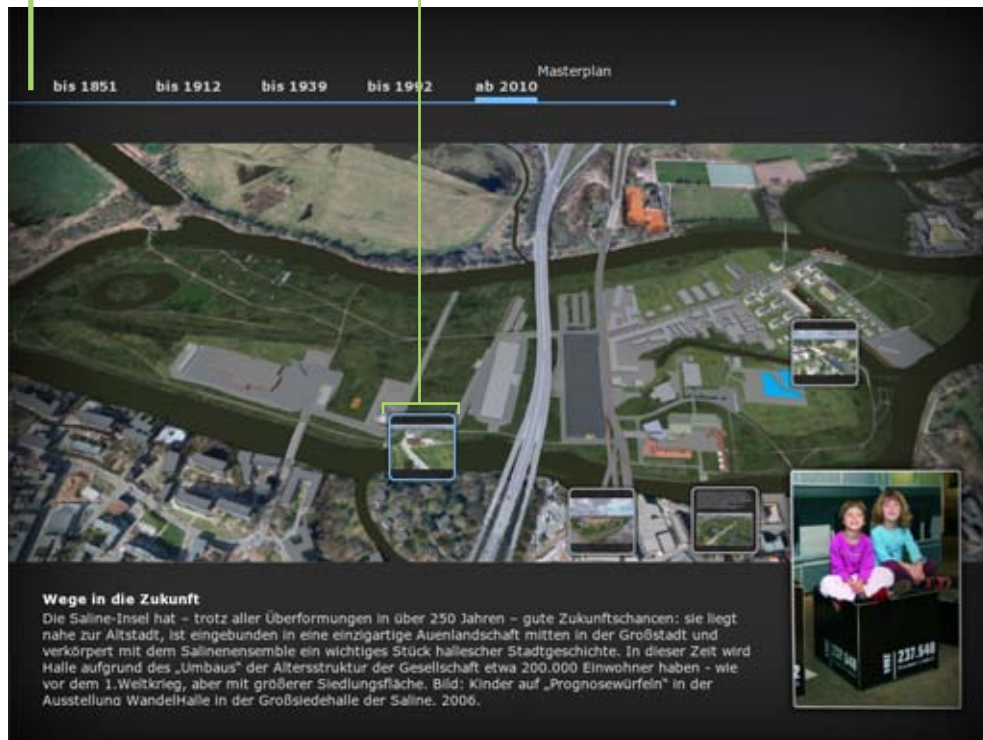 Masterplan
bis 1851 bis 1912 bis 1939 bis 1992 ab 2010
237.548
Wege in die Zukunft
Die Saline-Insel hat – trotz aller Überformungen in über 250 Jahren – gute Zukunftschancen: sie liegt
nahe zur Altstadt, ist eingebunden in eine einzigartige Auenlandschaft mitten in der Großstadt und
verkörpert mit dem Salinenensemble ein wichtiges Stück hallescher Stadtgeschichte. In dieser Zeit wird
Halle aufgrund des „Umbaus“ der Altersstruktur der Gesellschaft etwa 200.000 Einwohner haben - wie
vor dem 1.Weltkrieg, aber mit größerer Siedlungsfläche. Bild: Kinder auf „Prognosewürfeln“ in der
Ausstellung WandelHalle in der Großsiedehalle der Saline. 2006.